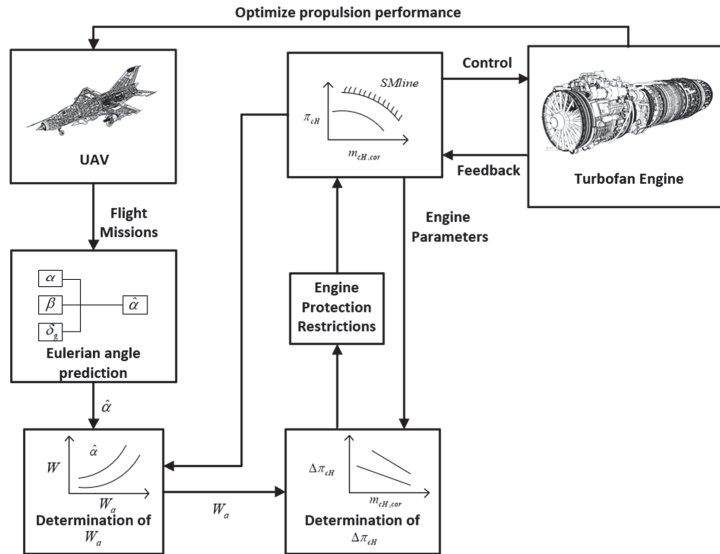 Optimize propulsion performance
UAV
SMline
π_cH
m_cH,cor
Control
Feedback
Turbofan Engine
Flight
Missions
Engine
Parameters
α
β
δ_g
α̂
Eulerian angle
prediction
Engine
Protection
Restrictions
α̂
W
α̂
W_a
Determination of
W_a
W_a
Δπ_cH
m_cH,cor
Determination of
Δπ_cH